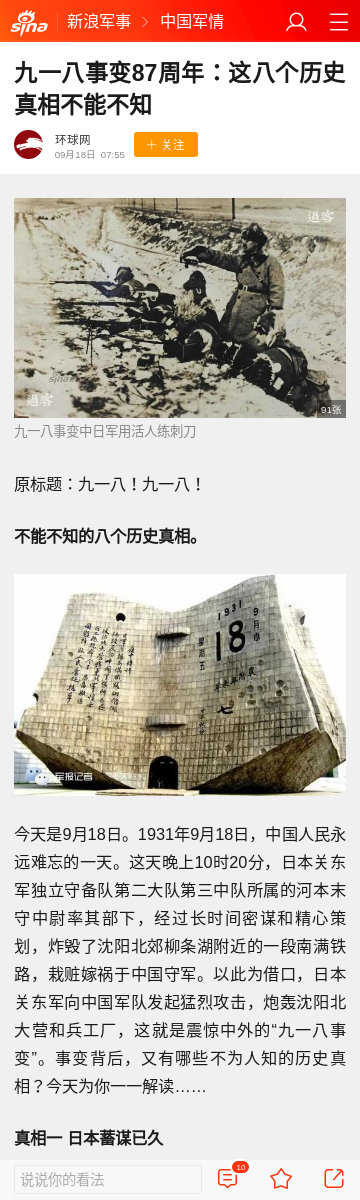 sina 新浪军事 中国军情
九一八事变87周年：这八个历史
真相不能不知
环球网
09月18日 07:55
＋关注
過客
過客
sina
91张
九一八事变中日军用活人练刺刀
原标题：九一八！九一八！
不能不知的八个历史真相。
1931
9月小
18
星期五
七
军报记者
今天是9月18日。1931年9月18日，中国人民永
远难忘的一天。这天晚上10时20分，日本关东
军独立守备队第二大队第三中队所属的河本末
守中尉率其部下，经过长时间密谋和精心策
划，炸毁了沈阳北郊柳条湖附近的一段南满铁
路，栽赃嫁祸于中国守军。以此为借口，日本
关东军向中国军队发起猛烈攻击，炮轰沈阳北
大营和兵工厂，这就是震惊中外的“九一八事
变”。事变背后，又有哪些不为人知的历史真
相？今天为你一一解读……
真相一 日本蓄谋已久
说说你的看法
10